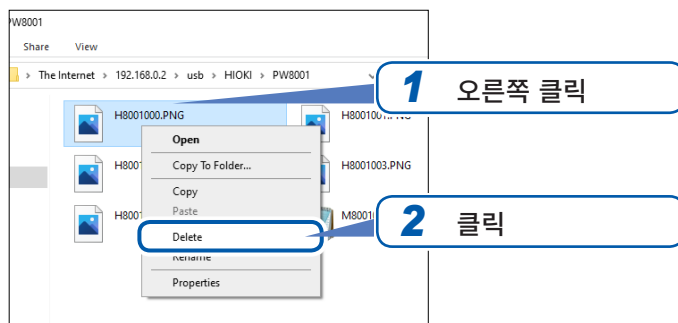 PW8001
Share View
The Internet > 192.168.0.2 > usb > HIOKI > PW8001
1 오른쪽 클릭
H8001000.PNG
H8001001.PNG
Open
Copy To Folder...
H8001003.PNG
Copy
Paste
2 클릭
Delete
Rename
Properties